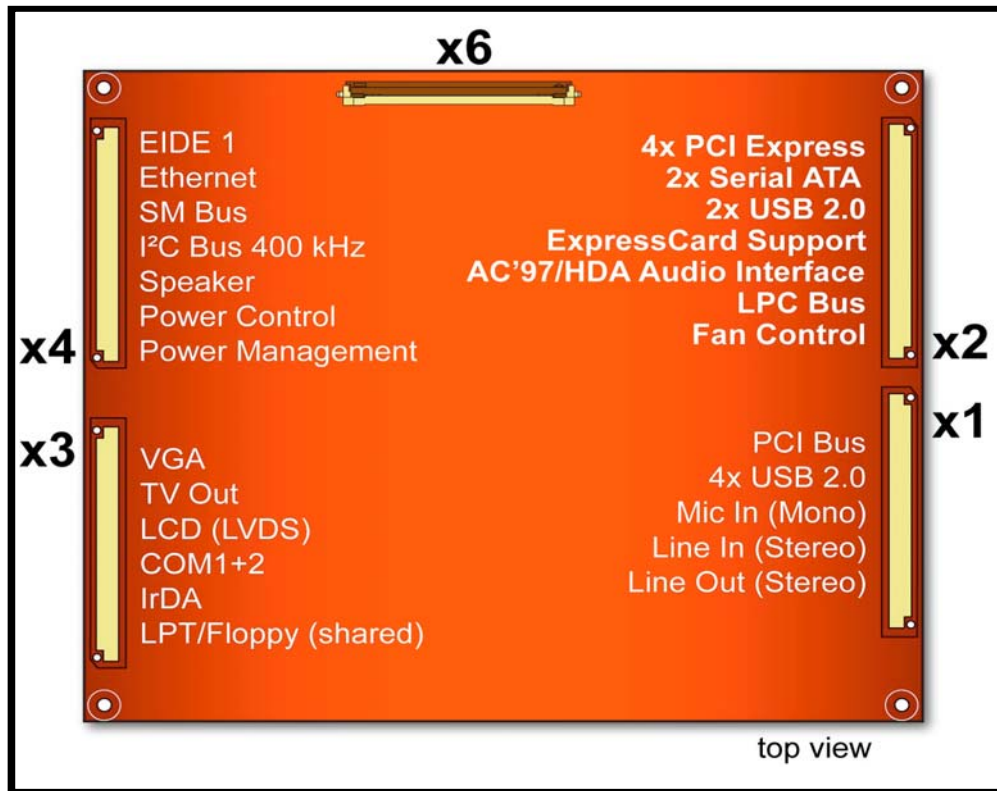 x6
EIDE 1
Ethernet
SM Bus
I²C Bus 400 kHz
Speaker
Power Control
Power Management
x4
4x PCI Express
2x Serial ATA
2x USB 2.0
ExpressCard Support
AC'97/HDA Audio Interface
LPC Bus
Fan Control
x2
x3
VGA
TV Out
LCD (LVDS)
COM1+2
IrDA
LPT/Floppy (shared)
x1
PCI Bus
4x USB 2.0
Mic In (Mono)
Line In (Stereo)
Line Out (Stereo)
top view